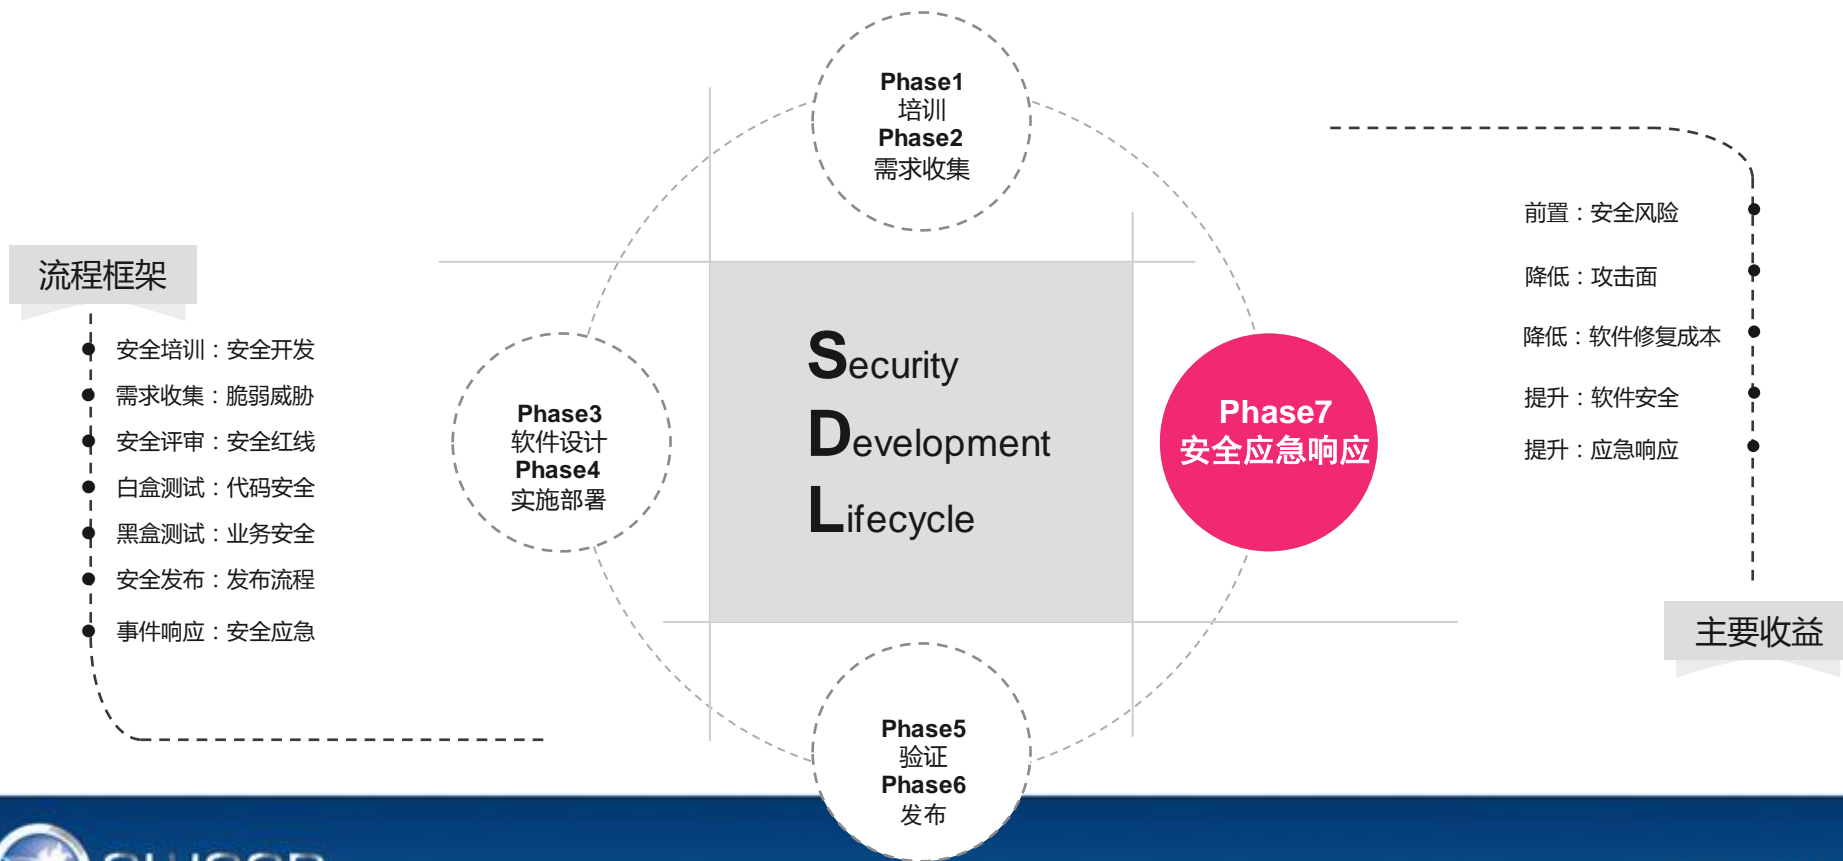 Phase1
培训
Phase2
需求收集
流程框架
安全培训：安全开发
需求收集：脆弱威胁
安全评审：安全红线
白盒测试：代码安全
黑盒测试：业务安全
安全发布：发布流程
事件响应：安全应急
Phase3
软件设计
Phase4
实施部署
Security
Development
Lifecycle
Phase7
安全应急响应
前置：安全风险
降低：攻击面
降低：软件修复成本
提升：软件安全
提升：应急响应
主要收益
Phase5
验证
Phase6
发布